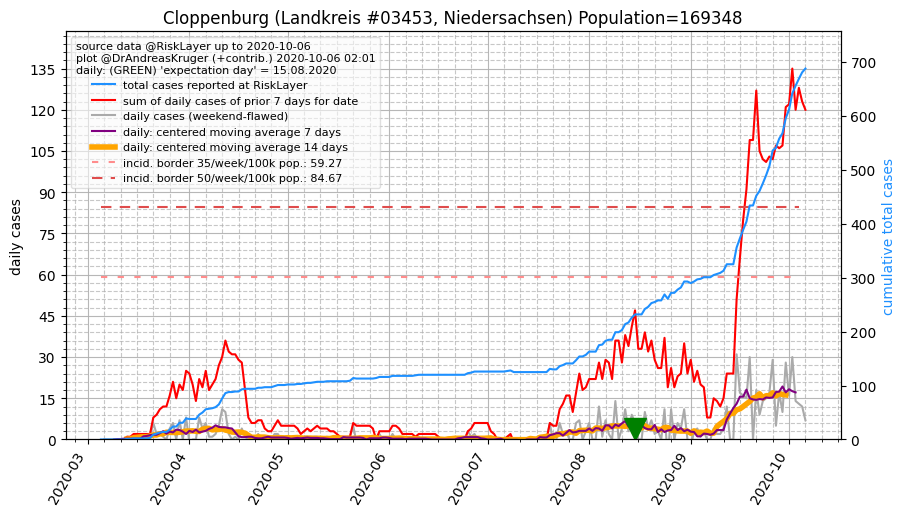 Cloppenburg (Landkreis #03453, Niedersachsen) Population=169348
source data @RiskLayer up to 2020-10-06
plot @DrAndreasKruger (+contrib.) 2020-10-06 02:01
daily: (GREEN) 'expectation day' = 15.08.2020
total cases reported at RiskLayer
sum of daily cases of prior 7 days for date
daily cases (weekend-flawed)
daily: centered moving average 7 days
daily: centered moving average 14 days
incid. border 35/week/100k pop.: 59.27
incid. border 50/week/100k pop.: 84.67
daily cases
135
120
105
90
75
60
45
30
15
0
700
600
500
400
300
200
100
0
cumulative total cases
2020-03
2020-04
2020-05
2020-06
2020-07
2020-08
2020-09
2020-10